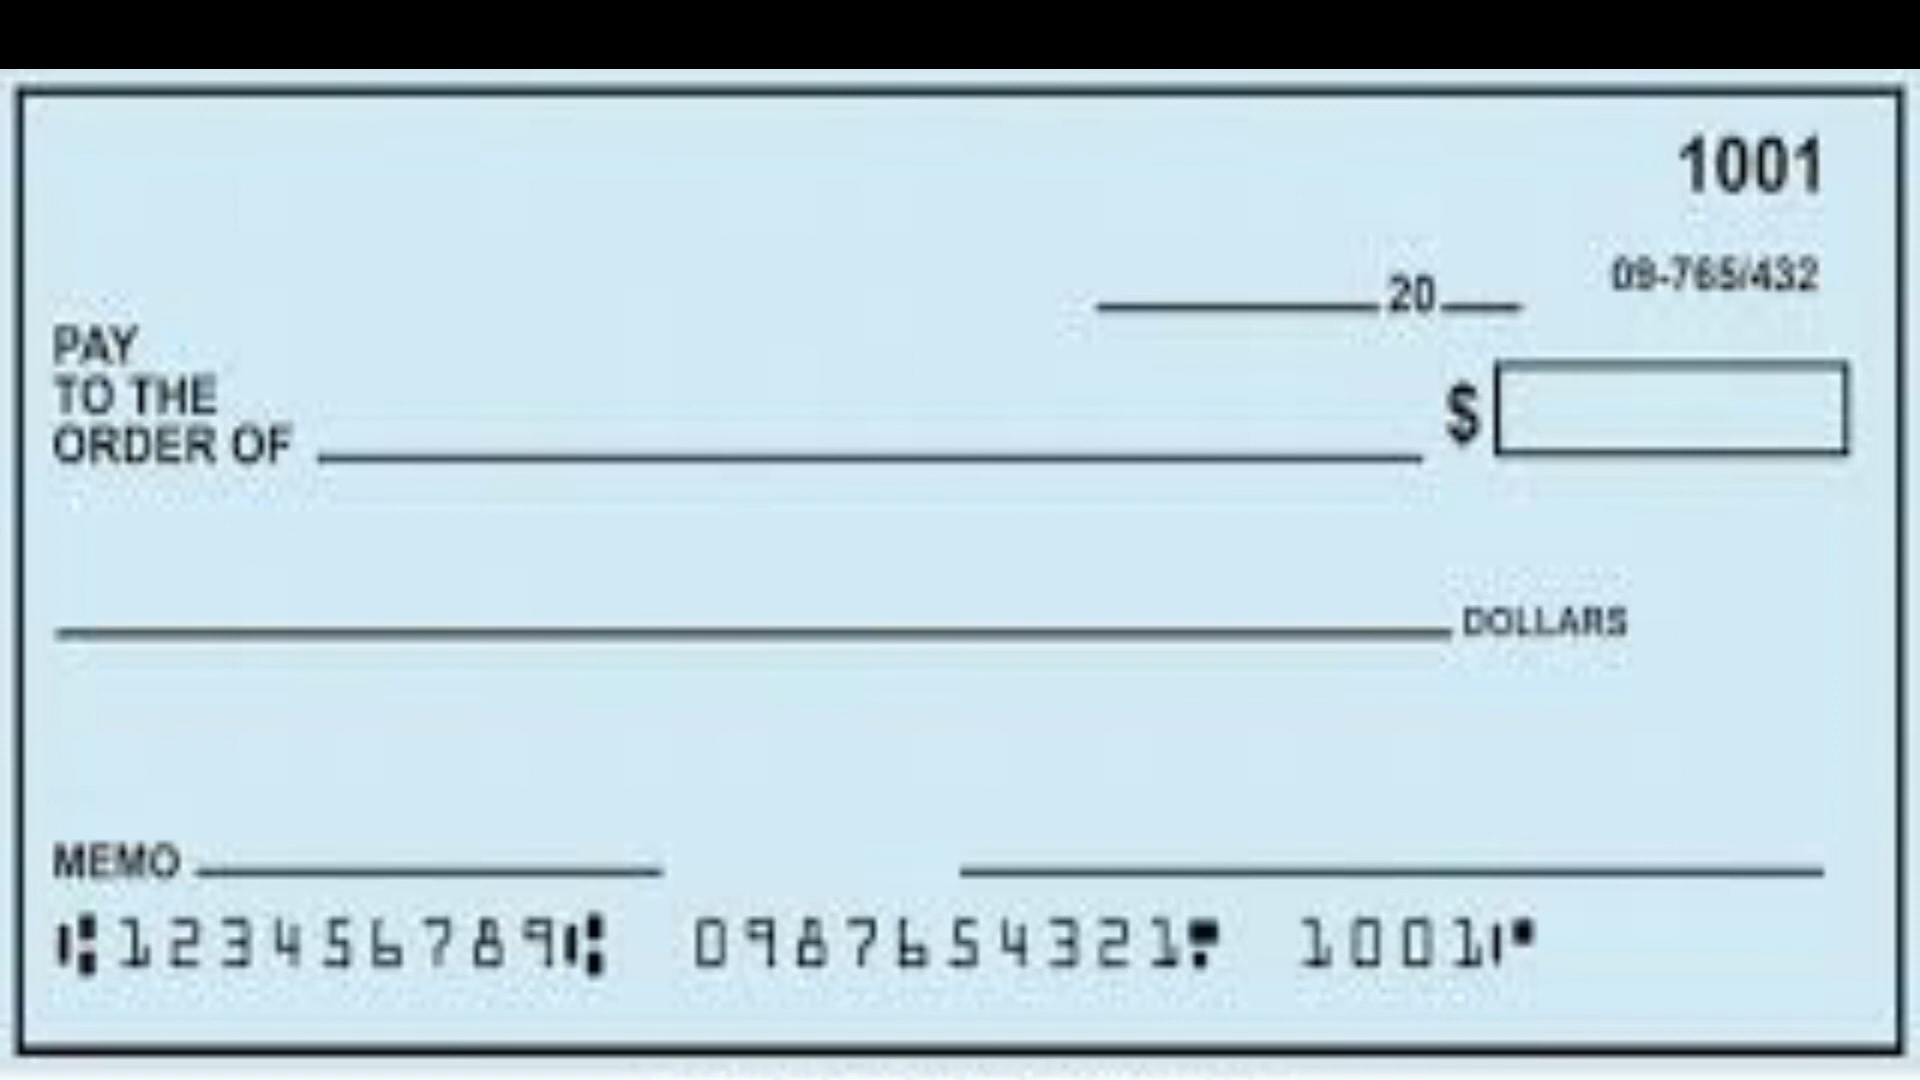 1001
09-765/432
20
PAY
TO THE
ORDER OF
$
DOLLARS
MEMO
⑆123456789⑆ 0987654321⑈ 1001⑈